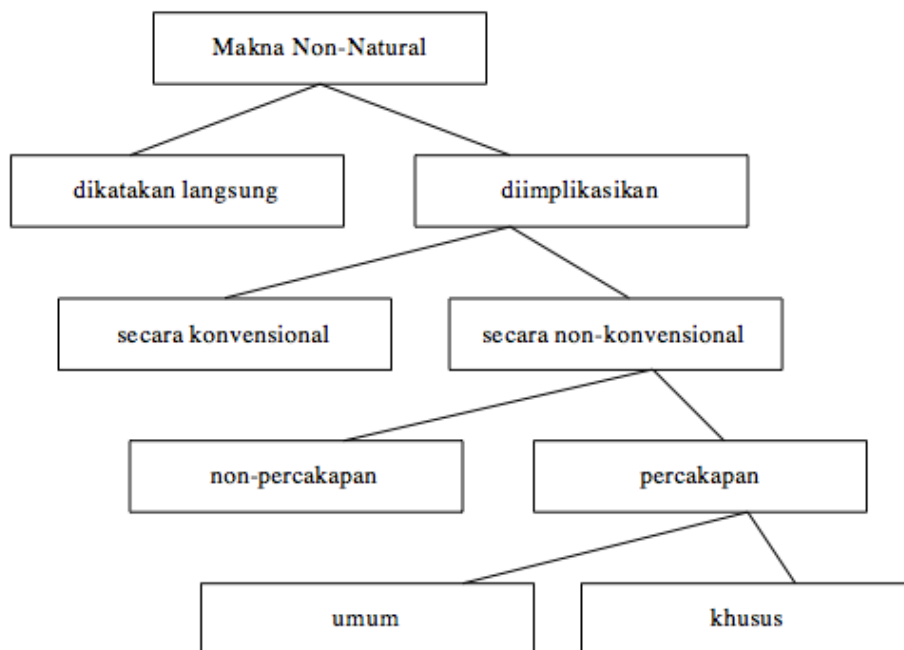 Makna Non-Natural
dikatakan langsung
diimplikasikan
secara konvensional
secara non-konvensional
non-percakapan
percakapan
umum
khusus